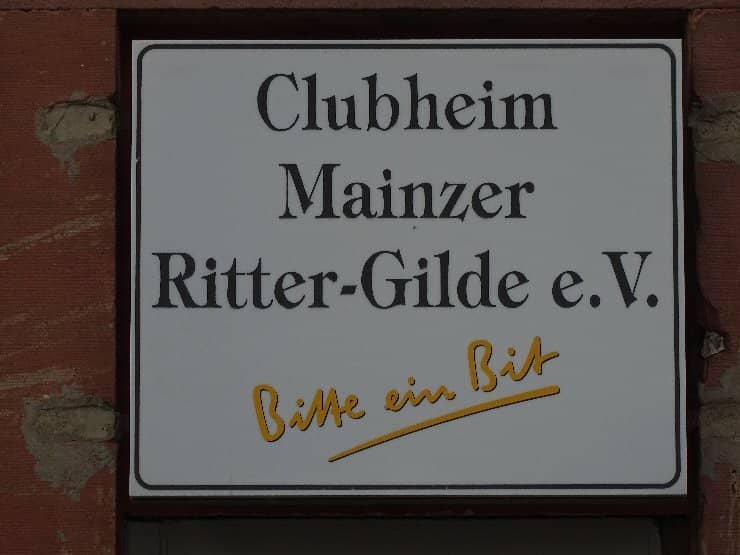 Clubheim
Mainzer
Ritter-Gilde e.V.
Bitte ein Bit